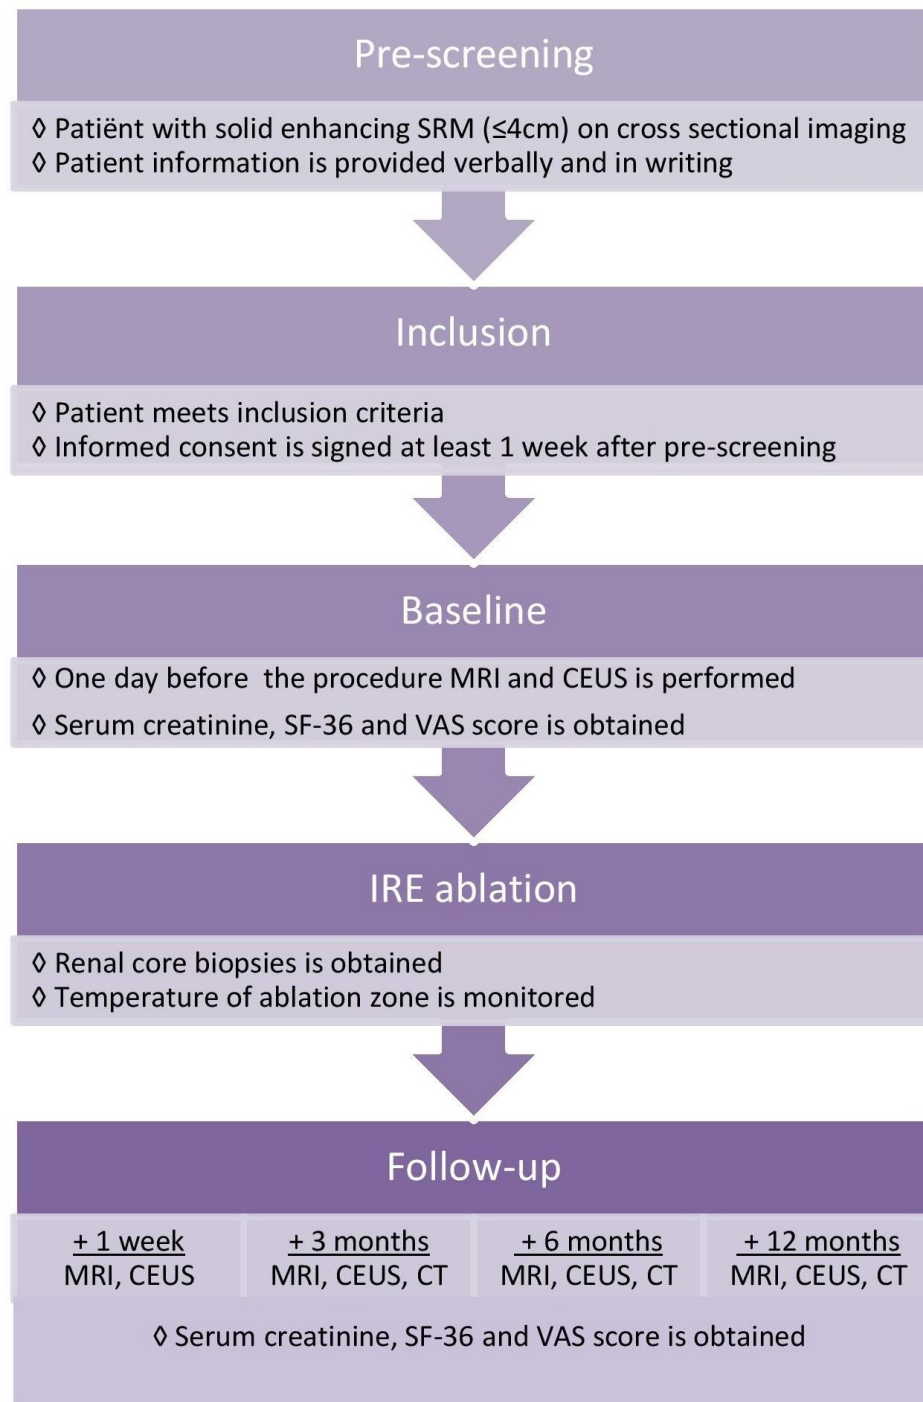 Pre-screening
◊ Patiënt with solid enhancing SRM (≤4cm) on cross sectional imaging
◊ Patient information is provided verbally and in writing
Inclusion
◊ Patient meets inclusion criteria
◊ Informed consent is signed at least 1 week after pre-screening
Baseline
◊ One day before  the procedure MRI and CEUS is performed
◊ Serum creatinine, SF-36 and VAS score is obtained
IRE ablation
◊ Renal core biopsies is obtained
◊ Temperature of ablation zone is monitored
Follow-up
+ 1 week
MRI, CEUS
+ 3 months
MRI, CEUS, CT
+ 6 months
MRI, CEUS, CT
+ 12 months
MRI, CEUS, CT
◊ Serum creatinine, SF-36 and VAS score is obtained